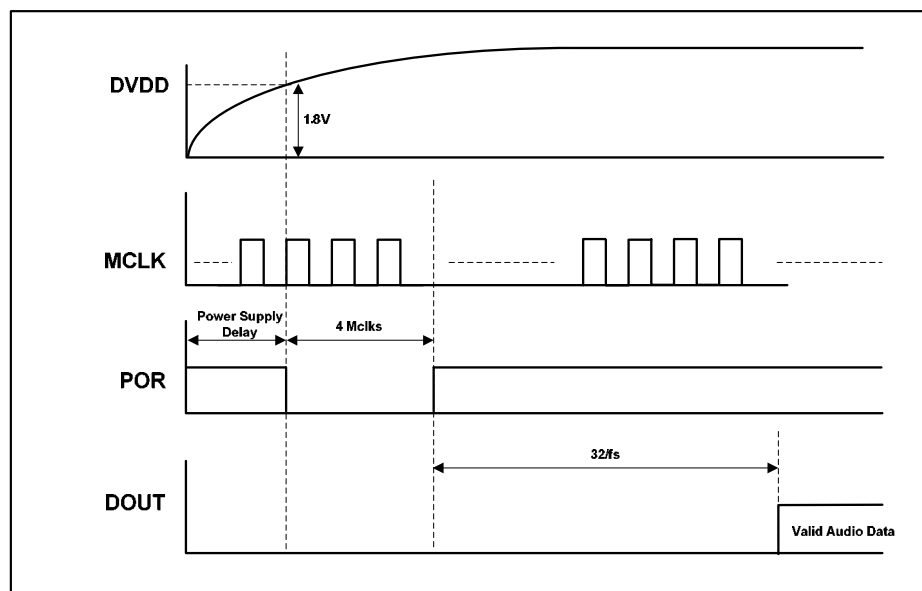 DVDD
1.8V
MCLK
Power Supply
Delay
4 Mclks
POR
32/fs
DOUT
Valid Audio Data